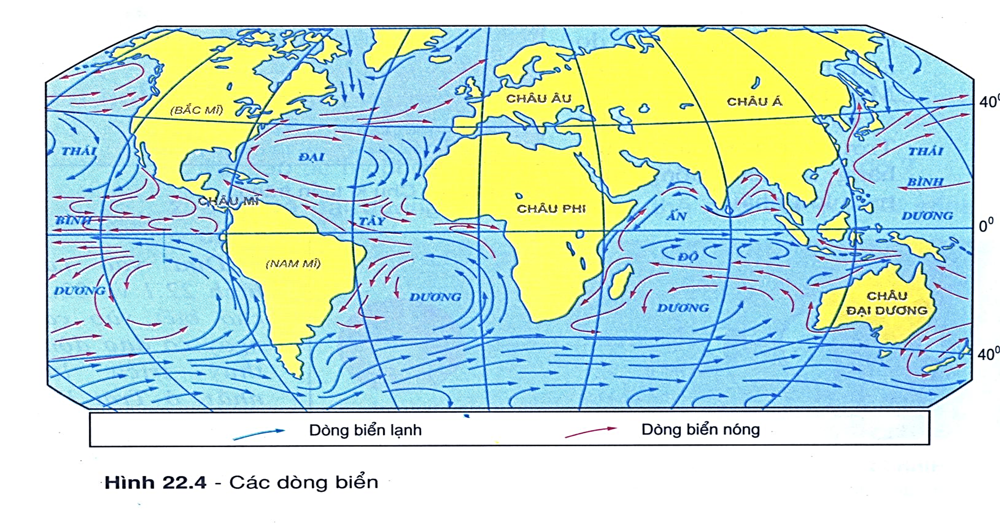 CHÂU ÂU
CHÂU Á
(BẮC MĨ)
40⁰
THÁI
ĐẠI
THÁI
BÌNH
CHÂU MĨ
CHÂU PHI
BÌNH
TÂY
ẤN
DƯƠNG
0⁰
(NAM MĨ)
ĐỘ
DƯƠNG
DƯƠNG
DƯƠNG
CHÂU
ĐẠI DƯƠNG
40⁰
Dòng biển lạnh
Dòng biển nóng
Hình 22.4 - Các dòng biển